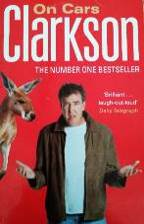 On Cars
Clarkson
THE NUMBER ONE BESTSELLER
'Brilliant ...
laugh-out-loud'
Daily Telegraph